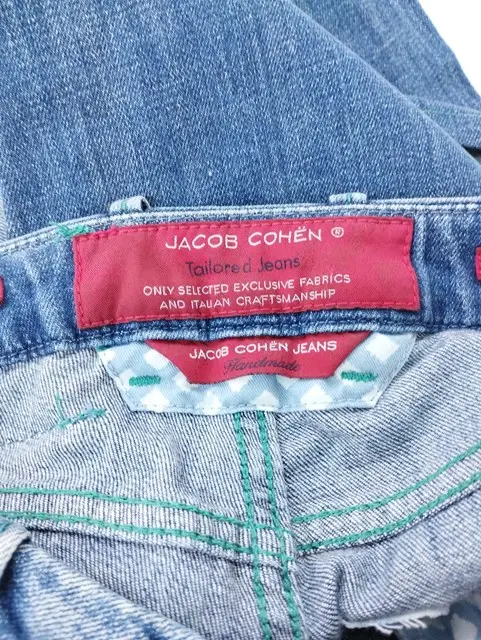 JACOB COHËN ®
Tailored Jeans
ONLY SELECTED EXCLUSIVE FABRICS
AND ITALIAN CRAFTSMANSHIP
JACOB COHËN JEANS
Handmade